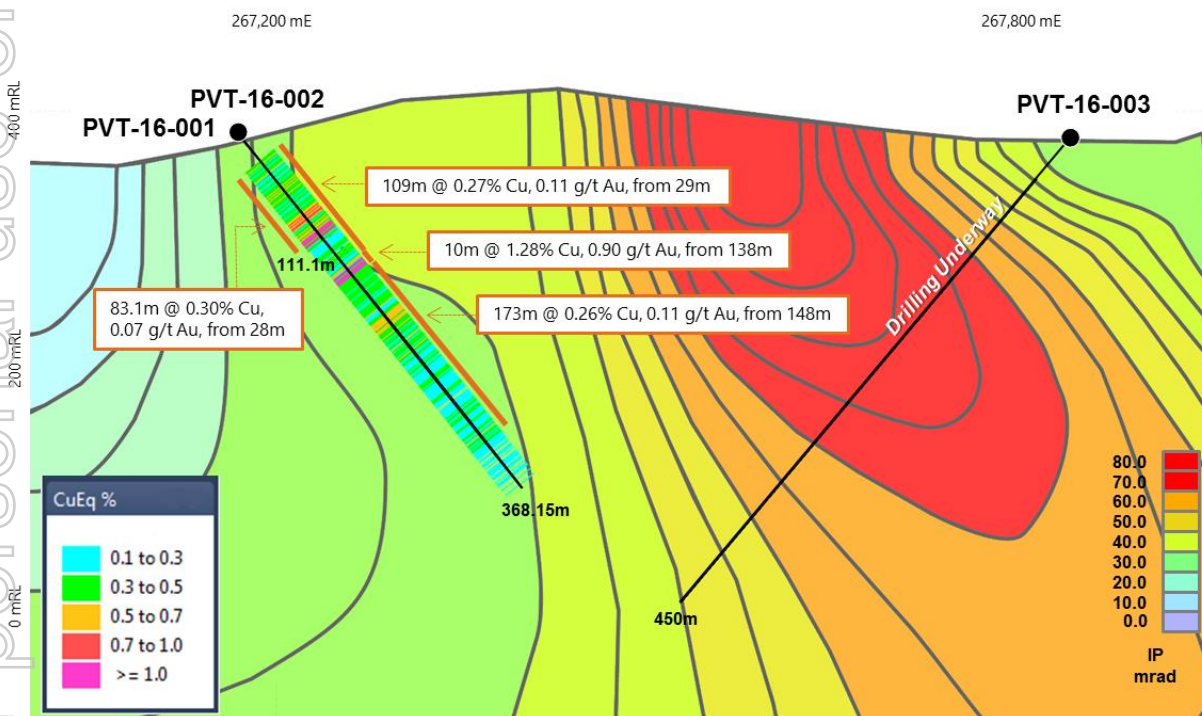 267,200 mE
267,800 mE
400 mRL
PVT-16-002
PVT-16-001
PVT-16-003
109m @ 0.27% Cu, 0.11 g/t Au, from 29m
10m @ 1.28% Cu, 0.90 g/t Au, from 138m
111.1m
173m @ 0.26% Cu, 0.11 g/t Au, from 148m
83.1m @ 0.30% Cu,
0.07 g/t Au, from 28m
Drilling Underway
200 mRL
368.15m
450m
0 mRL
CuEq %
0.1 to 0.3
0.3 to 0.5
0.5 to 0.7
0.7 to 1.0
>= 1.0
80.0
70.0
60.0
50.0
40.0
30.0
20.0
10.0
0.0
IP
mrad